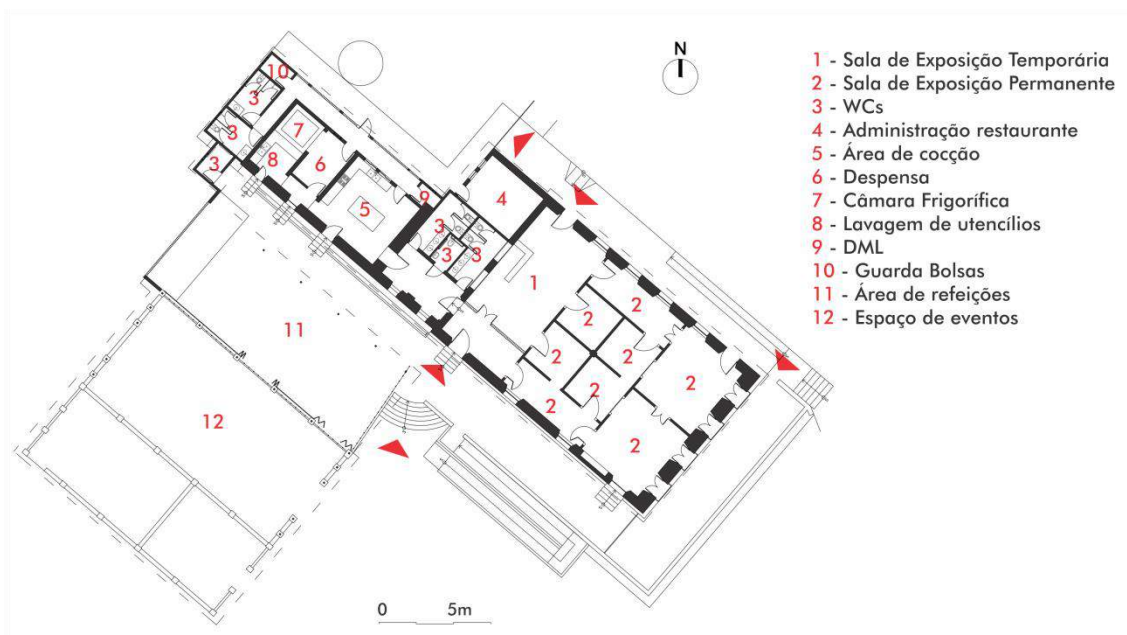 N
1 - Sala de Exposição Temporária
2 - Sala de Exposição Permanente
3 - WCs
4 - Administração restaurante
5 - Área de cocção
6 - Despensa
7 - Câmara Frigorífica
8 - Lavagem de utencílios
9 - DML
10 - Guarda Bolsas
11 - Área de refeições
12 - Espaço de eventos
10
3
7
3
8
6
3
5
9
4
3
3
3
1
2
2
2
2
2
2
2
2
11
12
0 5m